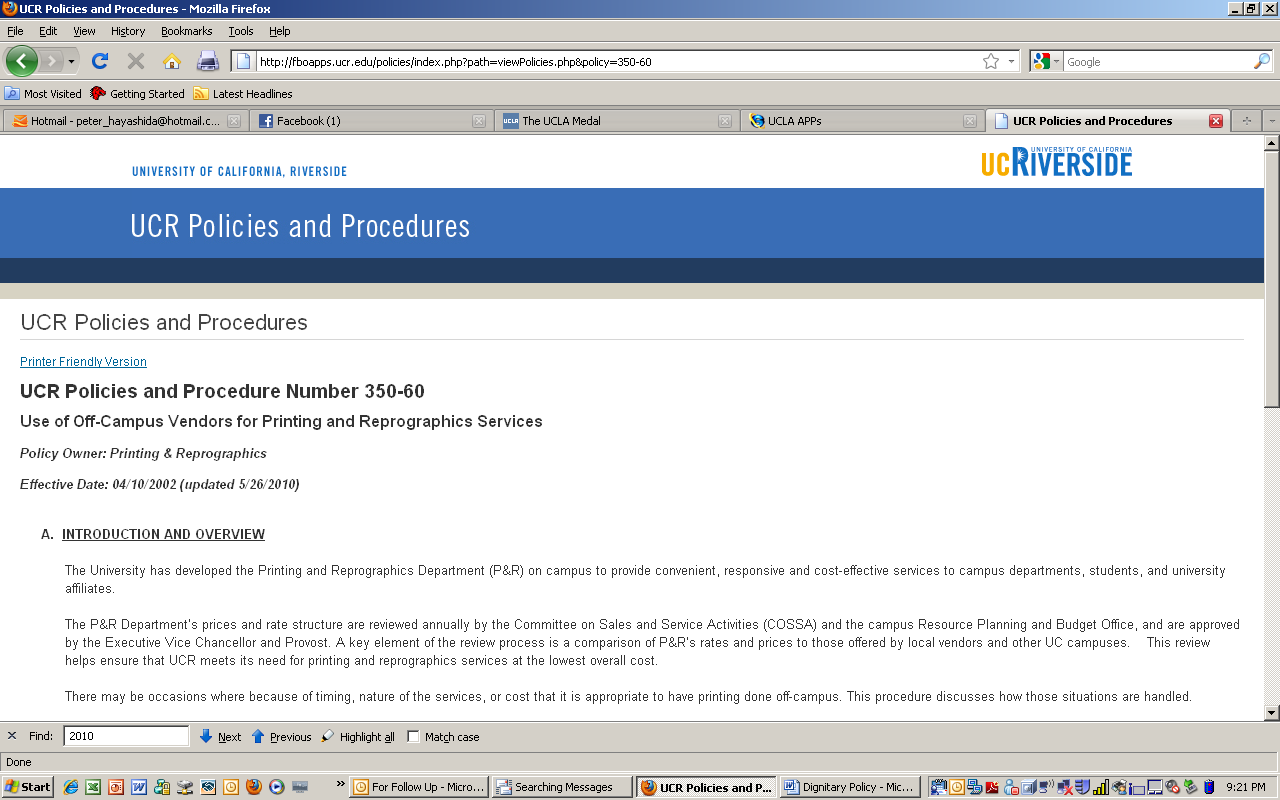 UCR Policies and Procedures - Mozilla Firefox
File Edit View History Bookmarks Tools Help
http://fboapps.ucr.edu/policies/index.php?path=viewPolicies.php&policy=350-60
Google
Most Visited Getting Started Latest Headlines
Hotmail - peter_hayashida@hotmail.c...
Facebook (1)
UCLA The UCLA Medal
UCLA APPs
UCR Policies and Procedures
UNIVERSITY OF CALIFORNIA, RIVERSIDE
UNIVERSITY OF CALIFORNIA
UCRIVERSIDE
UCR Policies and Procedures
UCR Policies and Procedures
Printer Friendly Version
UCR Policies and Procedure Number 350-60
Use of Off-Campus Vendors for Printing and Reprographics Services
Policy Owner: Printing & Reprographics
Effective Date: 04/10/2002 (updated 5/26/2010)
A. INTRODUCTION AND OVERVIEW
The University has developed the Printing and Reprographics Department (P&R) on campus to provide convenient, responsive and cost-effective services to campus departments, students, and university
affiliates.
The P&R Department's prices and rate structure are reviewed annually by the Committee on Sales and Service Activities (COSSA) and the campus Resource Planning and Budget Office, and are approved
by the Executive Vice Chancellor and Provost. A key element of the review process is a comparison of P&R's rates and prices to those offered by local vendors and other UC campuses. This review
helps ensure that UCR meets its need for printing and reprographics services at the lowest overall cost.
There may be occasions where because of timing, nature of the services, or cost that it is appropriate to have printing done off-campus. This procedure discusses how those situations are handled.
Find: 2010 Next Previous Highlight all Match case
Done
Start
For Follow Up - Micro...
Searching Messages
UCR Policies and P...
Dignitary Policy - Mic...
9:21 PM